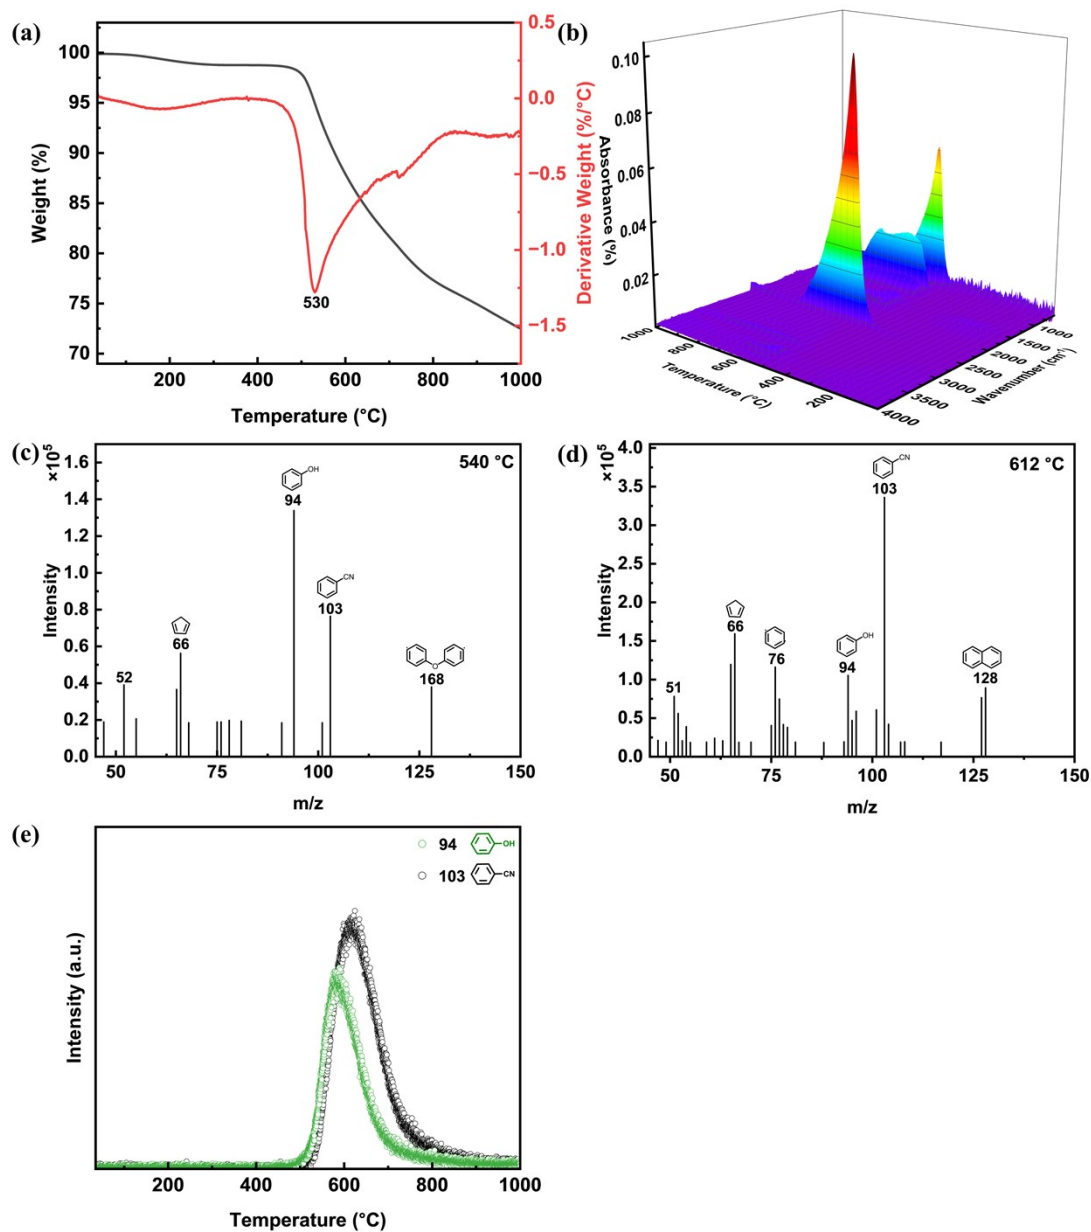 (a)
0.5
100
0.0
95
-0.5
90
85
-1.0
80
75
-1.5
70
530
200 400 600 800 1000
Weight (%)
Derivative Weight (%/°C)
Temperature (°C)
(b)
0.10
0.08
0.06
0.04
0.02
Absorbance (%)
1000
800
600
400
200
Temperature (°C)
1000
1500
2000
2500
3000
3500
4000
Wavenumber (cm⁻¹)
(c)
×10⁵
540 °C
1.6
1.4
1.2
1.0
0.8
0.6
0.4
0.2
0.0
Intensity
OH
94
CN
103
66
52
O
168
50 75 100 125 150
m/z
(d)
×10⁵
612 °C
4.0
3.5
3.0
2.5
2.0
1.5
1.0
0.5
0.0
Intensity
CN
103
66
76
OH
94
51
128
50 75 100 125 150
m/z
(e)
94 OH
103 CN
Intensity (a.u.)
200 400 600 800 1000
Temperature (°C)